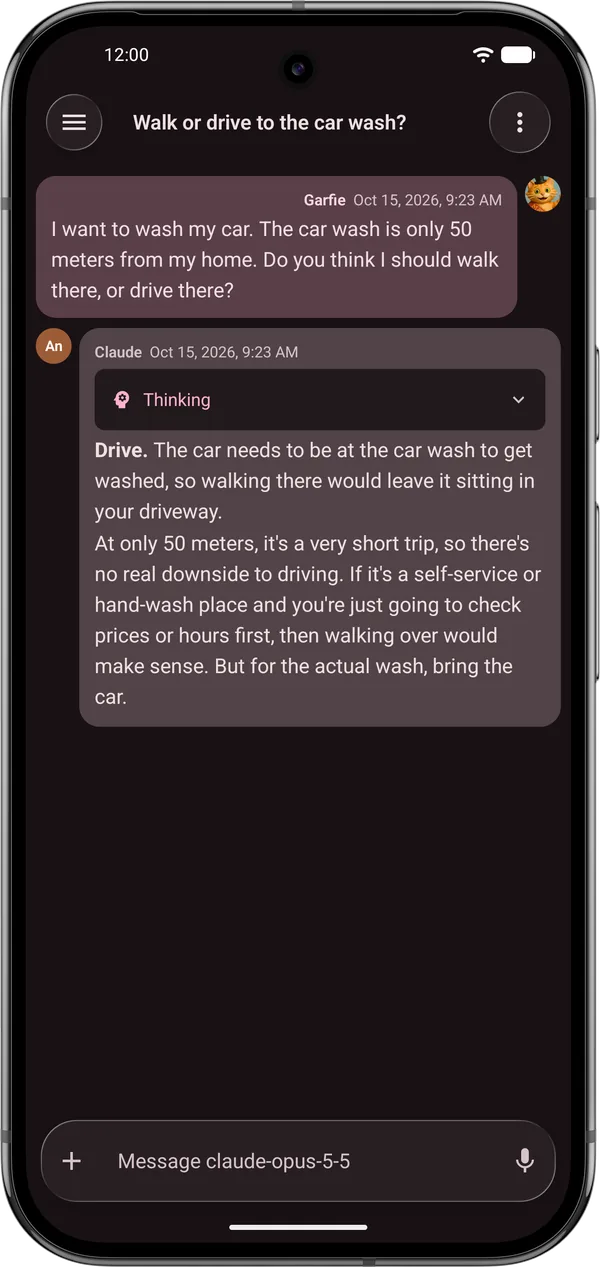 12:00
Walk or drive to the car wash?
Garfie Oct 15, 2026, 9:23 AM
I want to wash my car. The car wash is only 50
meters from my home. Do you think I should walk
there, or drive there?
An
Claude Oct 15, 2026, 9:23 AM
Thinking
Drive. The car needs to be at the car wash to get
washed, so walking there would leave it sitting in
your driveway.
At only 50 meters, it's a very short trip, so there's
no real downside to driving. If it's a self-service or
hand-wash place and you're just going to check
prices or hours first, then walking over would
make sense. But for the actual wash, bring the
car.
Message claude-opus-5-5